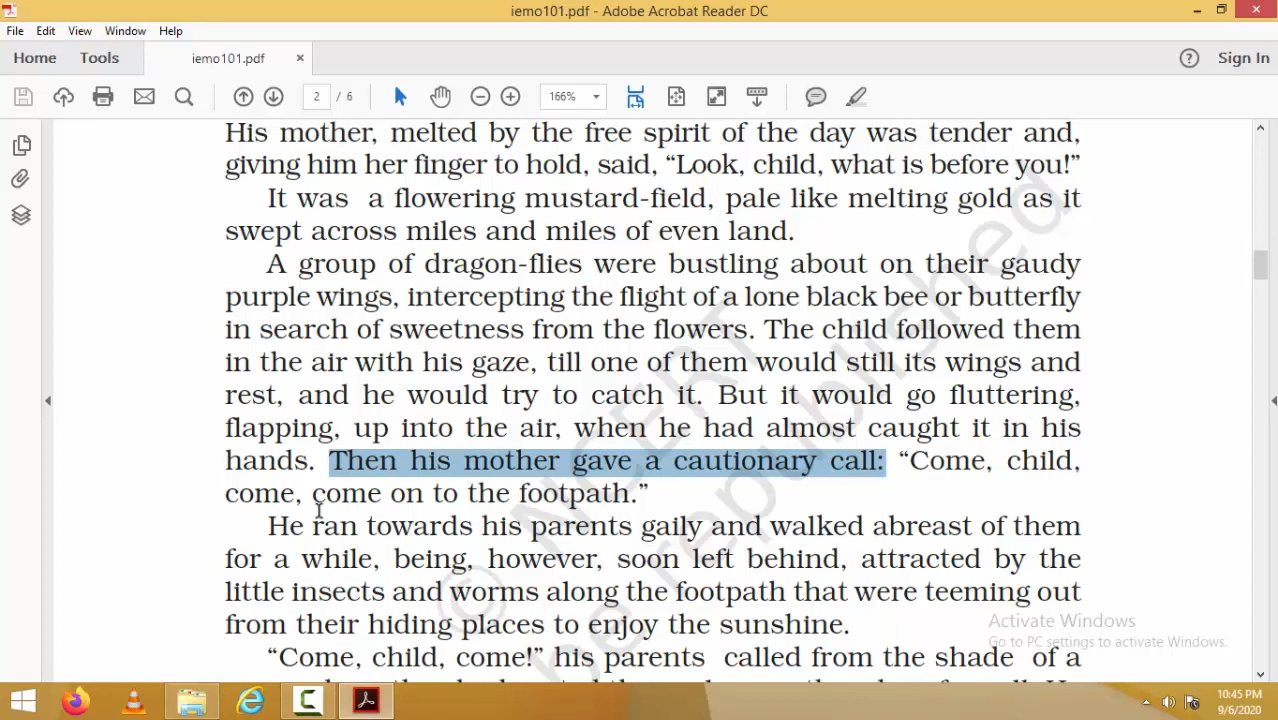 iemo101.pdf - Adobe Acrobat Reader DC
File Edit View Window Help
Home Tools iemo101.pdf × Sign In
2 / 6 166%
His mother, melted by the free spirit of the day was tender and,
giving him her finger to hold, said, “Look, child, what is before you!”
It was a flowering mustard-field, pale like melting gold as it
swept across miles and miles of even land.
A group of dragon-flies were bustling about on their gaudy
purple wings, intercepting the flight of a lone black bee or butterfly
in search of sweetness from the flowers. The child followed them
in the air with his gaze, till one of them would still its wings and
rest, and he would try to catch it. But it would go fluttering,
flapping, up into the air, when he had almost caught it in his
hands. Then his mother gave a cautionary call: “Come, child,
come, come on to the footpath.”
He ran towards his parents gaily and walked abreast of them
for a while, being, however, soon left behind, attracted by the
little insects and worms along the footpath that were teeming out
from their hiding places to enjoy the sunshine.
“Come, child, come!” his parents called from the shade of a
© NCERT
be republished
Activate Windows
Go to PC settings to activate Windows.
10:45 PM
9/6/2020